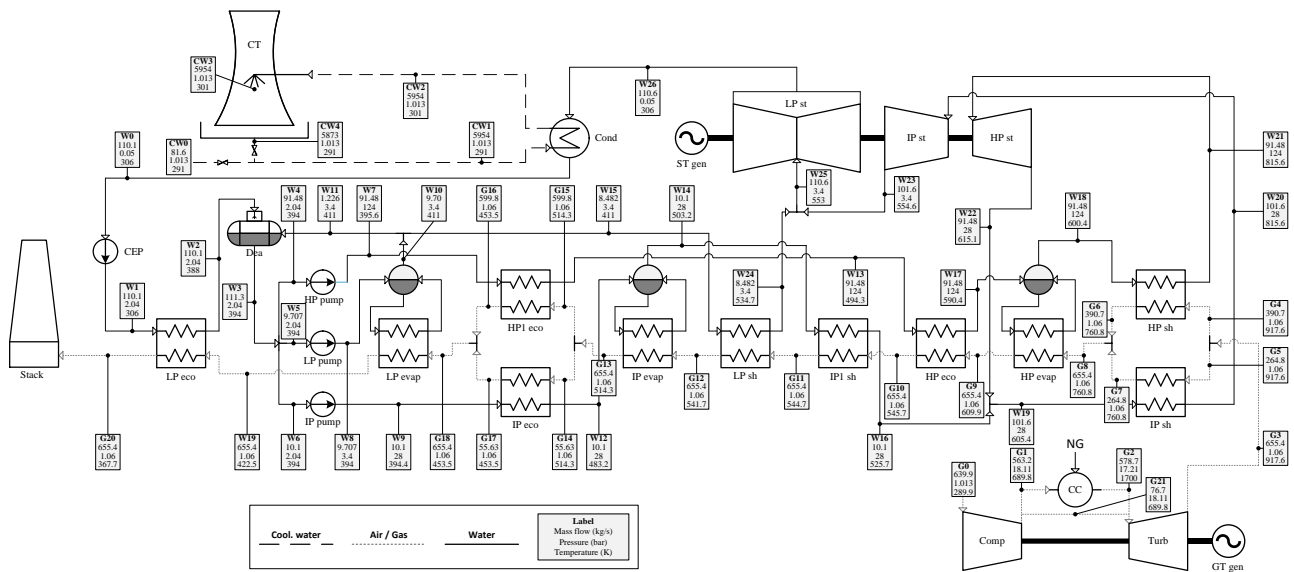 CT
CW3
5954
1.013
301
CW2
5954
1.013
301
W26
110.6
0.05
306
LP st
IP st
HP st
ST gen
Cond
W0
110.1
0.05
306
CW0
81.6
1.013
291
CW4
5873
1.013
291
CW1
5954
1.013
291
W21
91.48
124
815.6
W25
110.6
3.4
553
W23
101.6
3.4
554.6
W4
91.48
2.04
394
W11
1.226
3.4
411
W7
91.48
124
395.6
W10
9.70
3.4
411
G16
599.8
1.06
453.5
G15
599.8
1.06
514.3
W15
8.482
3.4
411
W14
10.1
28
503.2
W22
91.48
28
615.1
W18
91.48
124
600.4
W20
101.6
28
815.6
CEP
Dea
W2
110.1
2.04
388
W3
111.3
2.04
394
HP pump
W5
9.707
2.04
394
LP pump
IP pump
W1
110.1
2.04
306
HP1 eco
W24
8.482
3.4
534.7
W13
91.48
124
494.3
W17
91.48
124
590.4
G6
390.7
1.06
760.8
HP sh
G4
390.7
1.06
917.6
G5
264.8
1.06
917.6
Stack
LP eco
LP evap
IP eco
IP evap
LP sh
IP1 sh
HP eco
HP evap
IP sh
G13
655.4
1.06
514.3
G12
655.4
1.06
541.7
G11
655.4
1.06
544.7
G10
655.4
1.06
545.7
G9
655.4
1.06
609.9
G8
655.4
1.06
760.8
G7
264.8
1.06
760.8
G20
655.4
1.06
367.7
W19
655.4
1.06
422.5
W6
10.1
2.04
394
W8
9.707
3.4
394
W9
10.1
28
394.4
G18
655.4
1.06
453.5
G17
55.63
1.06
453.5
G14
55.63
1.06
514.3
W12
10.1
28
483.2
W16
10.1
28
525.7
W19
101.6
28
605.4
G3
655.4
1.06
917.6
NG
G0
639.9
1.013
289.9
G1
563.2
18.11
689.8
CC
G2
578.7
17.21
1700
G21
76.7
18.11
689.8
Comp
Turb
GT gen
Cool. water
Air / Gas
Water
Label
Mass flow (kg/s)
Pressure (bar)
Temperature (K)